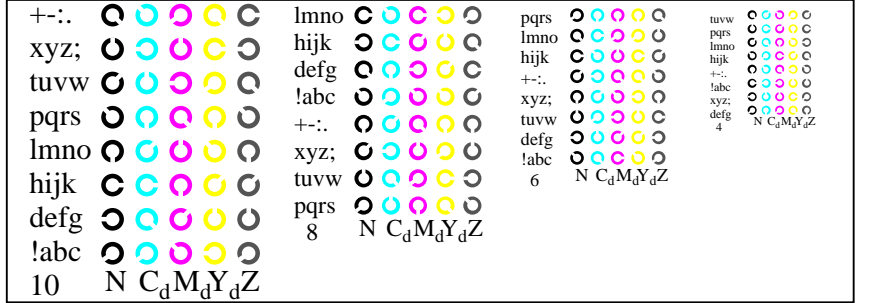 +-:.
xyz;
tuvw
pqrs
lmno
hijk
defg
!abc
10 N CdMdYdZ
lmno
hijk
defg
!abc
+-:.
xyz;
tuvw
pqrs
8 N CdMdYdZ
pqrs
lmno
hijk
+-:.
xyz;
tuvw
defg
!abc
6 N CdMdYdZ
tuvw
pqrs
lmno
hijk
+-:.
!abc
xyz;
defg
4 N CdMdYdZ